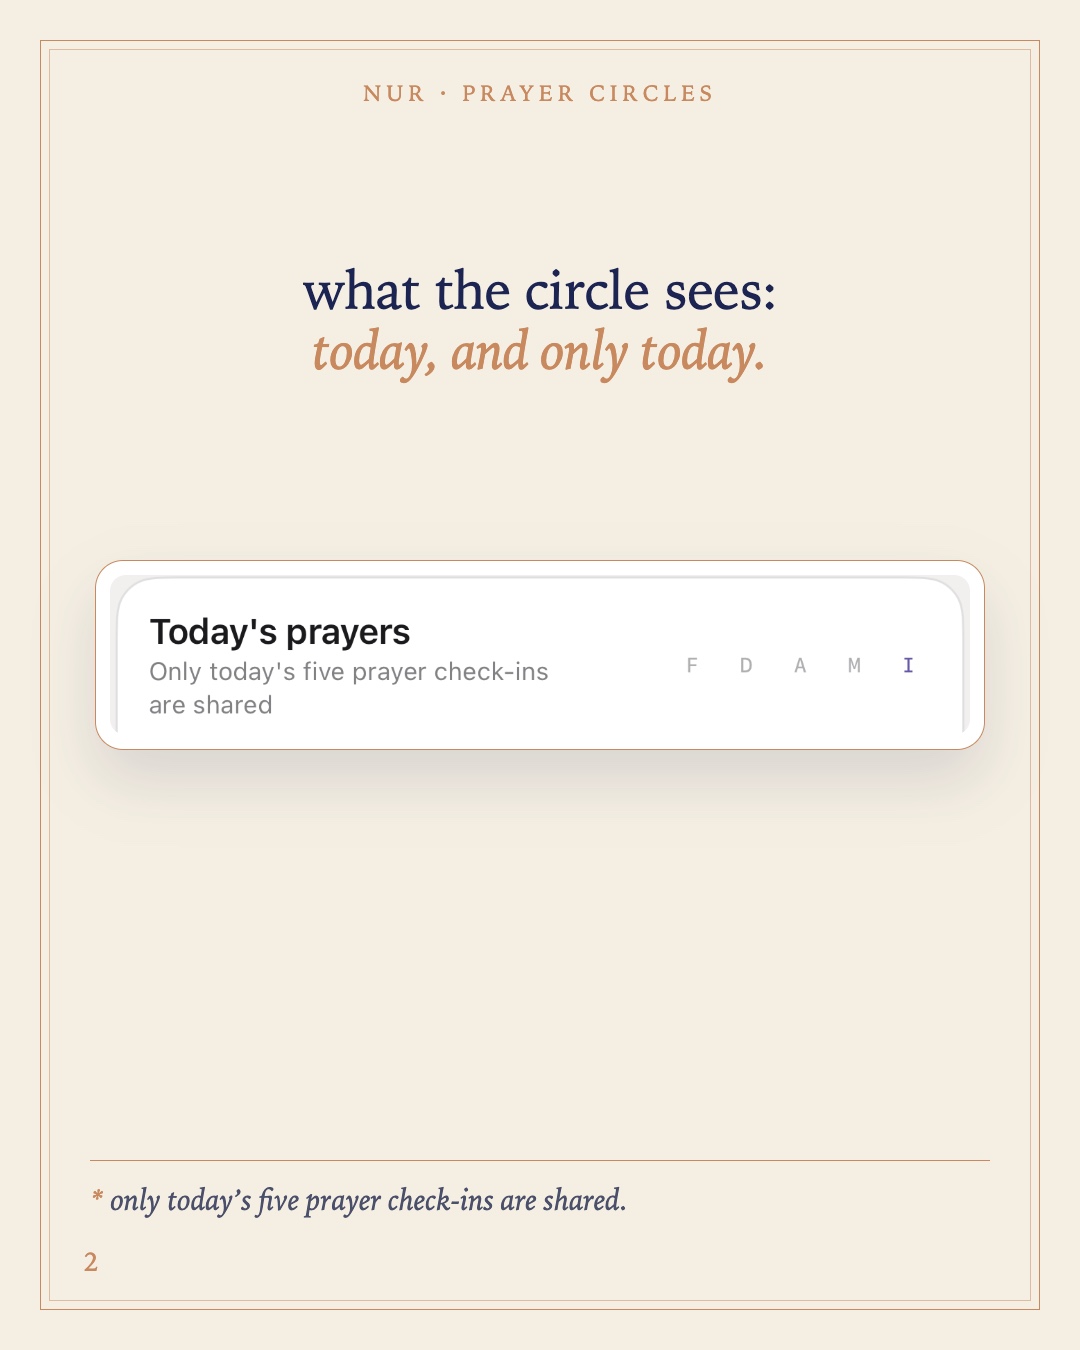 NUR · PRAYER CIRCLES
what the circle sees:
today, and only today.
Today's prayers
Only today's five prayer check-ins
are shared
F D A M I
* only today’s five prayer check-ins are shared.
2